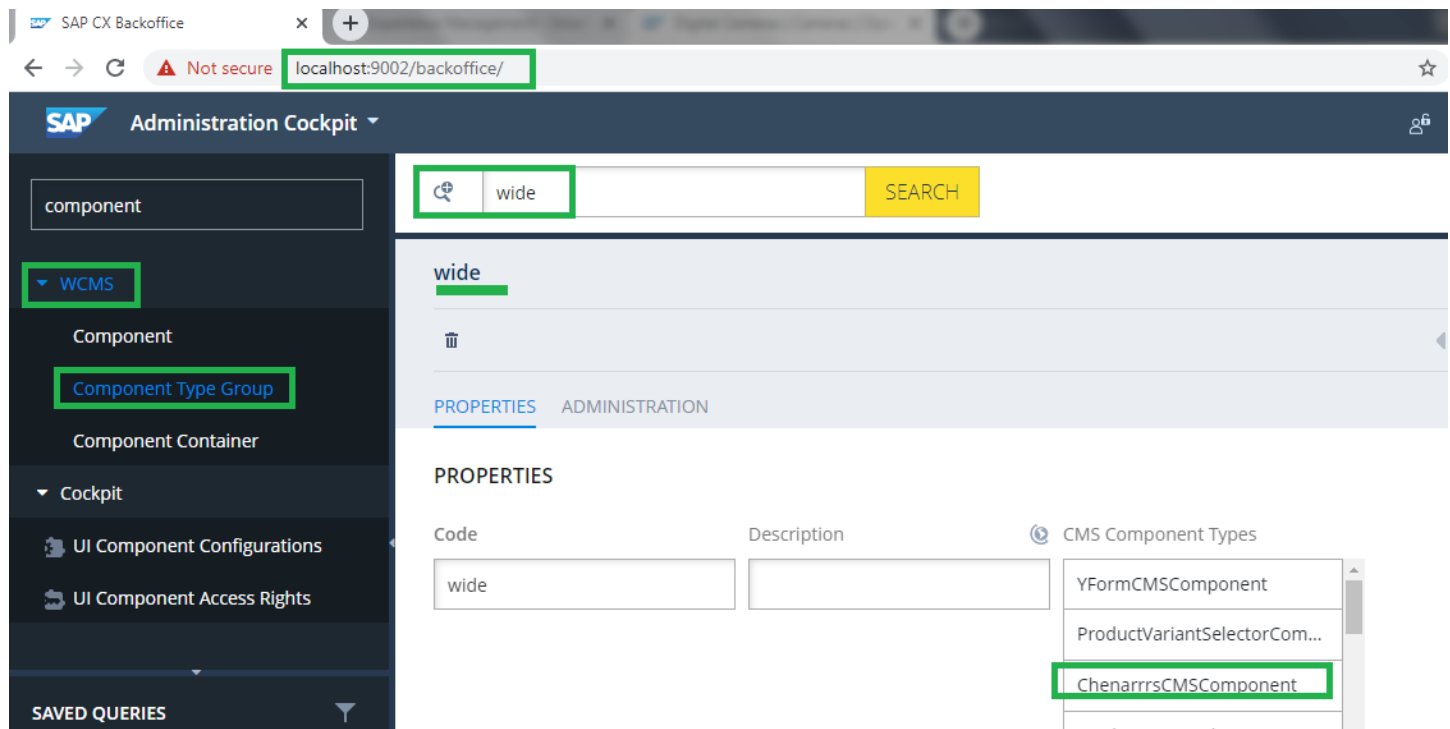 SAP CX Backoffice
Not secure localhost:9002/backoffice/
SAP Administration Cockpit
component
wide SEARCH
WCMS
wide
Component
Component Type Group
PROPERTIES ADMINISTRATION
Component Container
PROPERTIES
Cockpit
Code Description CMS Component Types
UI Component Configurations
wide YFormCMSComponent
UI Component Access Rights
ProductVariantSelectorCom...
ChenarrrsCMSComponent
SAVED QUERIES